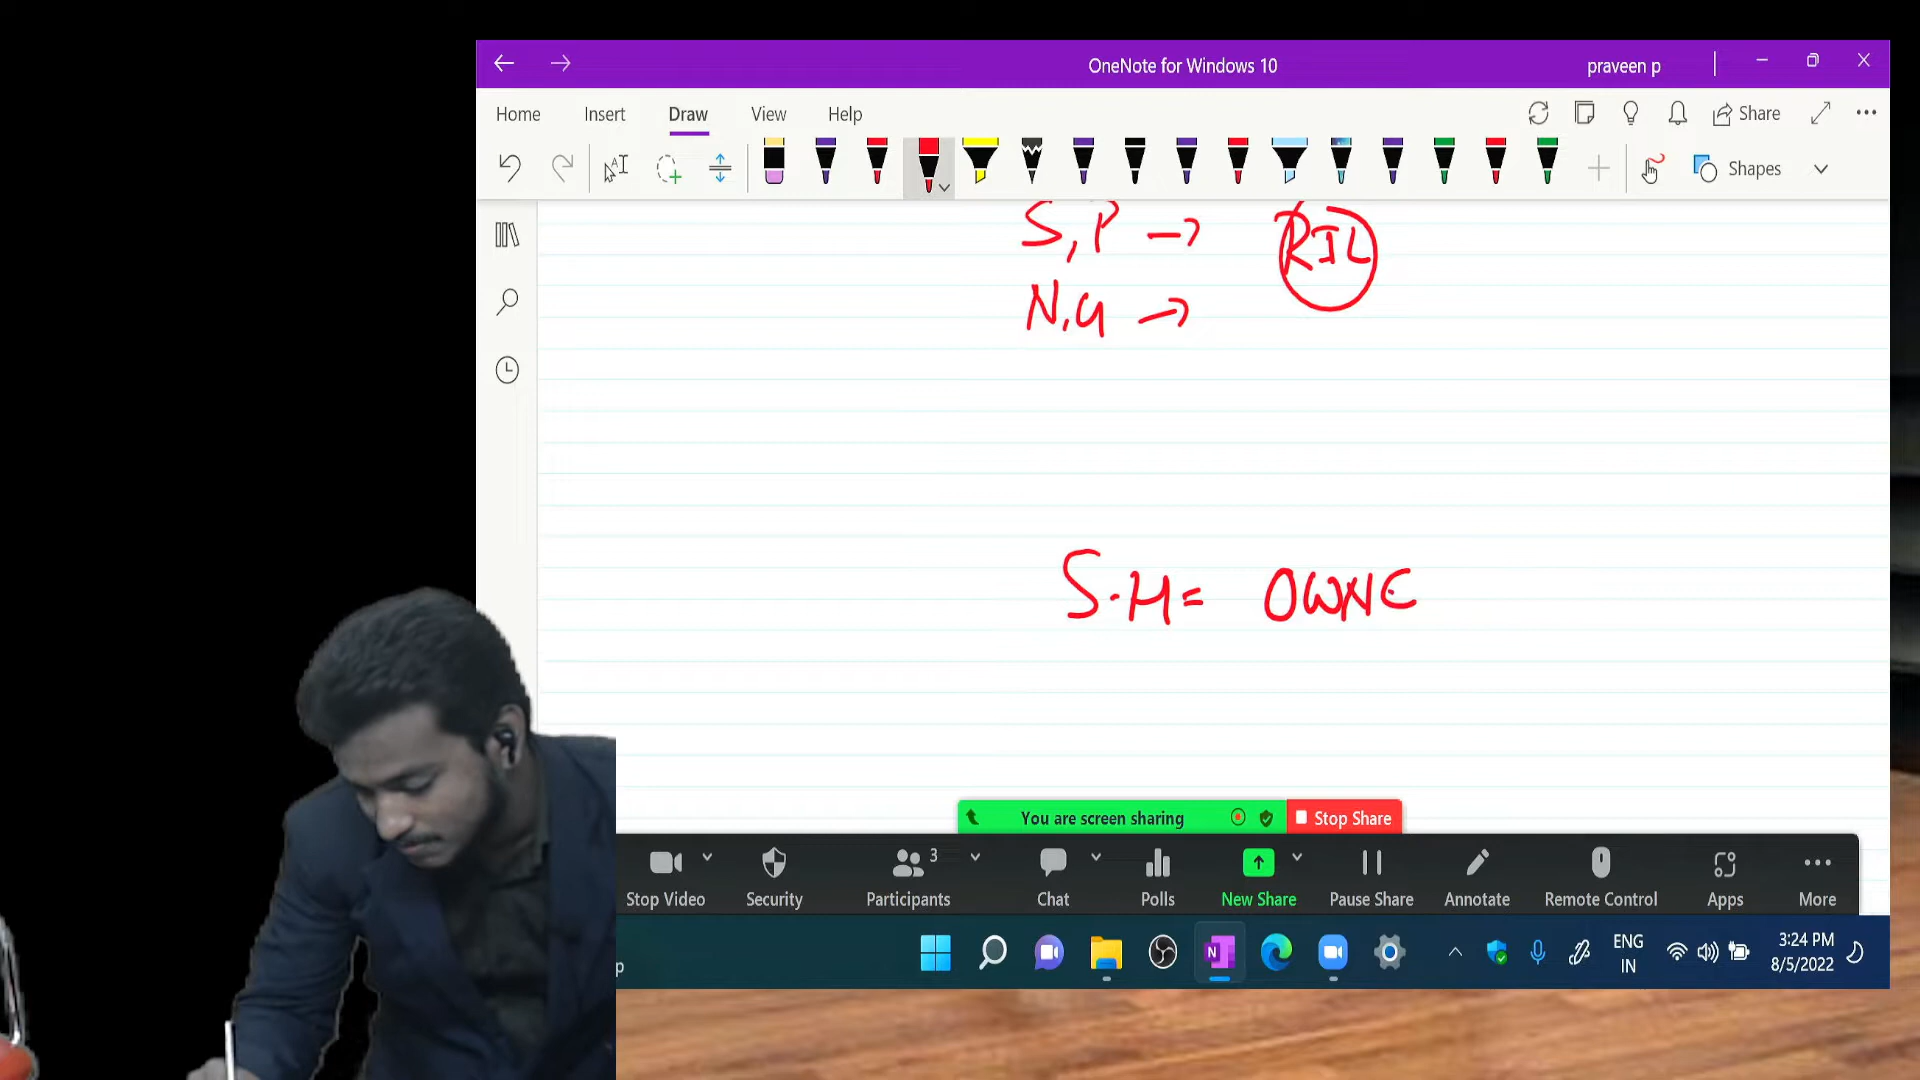 OneNote for Windows 10 praveen p
Home Insert Draw View Help Share
Shapes
S, P → RIL
N, G →
S.H = OWNE
You are screen sharing Stop Share
3
Stop Video Security Participants Chat Polls New Share Pause Share Annotate Remote Control Apps More
ENG 3:24 PM
p IN 8/5/2022